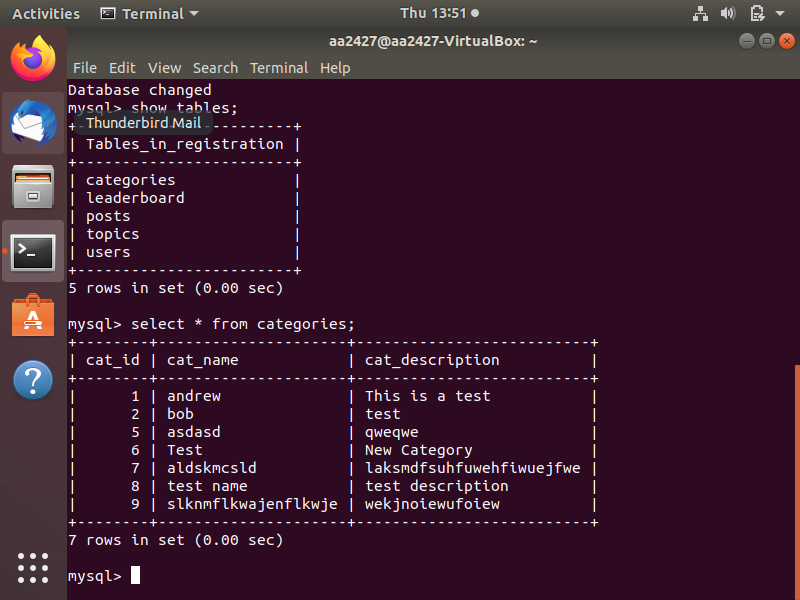 Activities Terminal Thu 13:51
aa2427@aa2427-VirtualBox: ~
File Edit View Search Terminal Help
Database changed
mysql> show tables;
Thunderbird Mail
+------------------------+
| Tables_in_registration |
+------------------------+
| categories             |
| leaderboard            |
| posts                  |
| topics                 |
| users                  |
+------------------------+
5 rows in set (0.00 sec)
mysql> select * from categories;
+--------+---------------------+--------------------------+
| cat_id | cat_name            | cat_description          |
+--------+---------------------+--------------------------+
|      1 | andrew              | This is a test           |
|      2 | bob                 | test                     |
|      5 | asdasd              | qweqwe                   |
|      6 | Test                | New Category             |
|      7 | aldskmcsld          | laksmdfsuhfuwehfiwuejfwe |
|      8 | test name           | test description         |
|      9 | slknmflkwajenflkwje | wekjnoiewufoiew          |
+--------+---------------------+--------------------------+
7 rows in set (0.00 sec)
mysql>